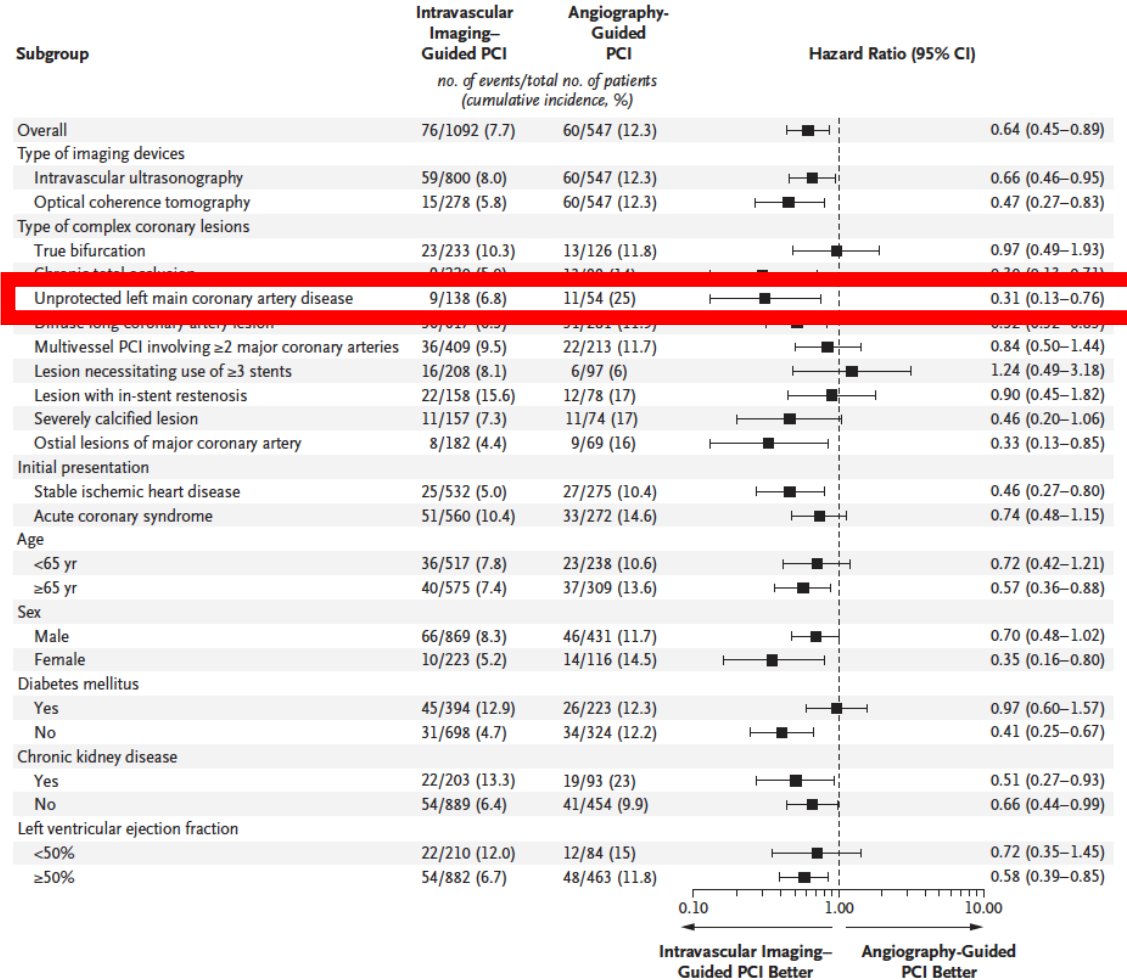 Subgroup Intravascular Imaging–Guided PCI Angiography-Guided PCI Hazard Ratio (95% CI)
no. of events/total no. of patients
(cumulative incidence, %)
Overall 76/1092 (7.7) 60/547 (12.3) 0.64 (0.45–0.89)
Type of imaging devices
Intravascular ultrasonography 59/800 (8.0) 60/547 (12.3) 0.66 (0.46–0.95)
Optical coherence tomography 15/278 (5.8) 60/547 (12.3) 0.47 (0.27–0.83)
Type of complex coronary lesions
True bifurcation 23/233 (10.3) 13/126 (11.8) 0.97 (0.49–1.93)
Chronic total occlusion
Unprotected left main coronary artery disease 9/138 (6.8) 11/54 (25) 0.31 (0.13–0.76)
Diffuse long coronary artery lesion
Multivessel PCI involving ≥2 major coronary arteries 36/409 (9.5) 22/213 (11.7) 0.84 (0.50–1.44)
Lesion necessitating use of ≥3 stents 16/208 (8.1) 6/97 (6) 1.24 (0.49–3.18)
Lesion with in-stent restenosis 22/158 (15.6) 12/78 (17) 0.90 (0.45–1.82)
Severely calcified lesion 11/157 (7.3) 11/74 (17) 0.46 (0.20–1.06)
Ostial lesions of major coronary artery 8/182 (4.4) 9/69 (16) 0.33 (0.13–0.85)
Initial presentation
Stable ischemic heart disease 25/532 (5.0) 27/275 (10.4) 0.46 (0.27–0.80)
Acute coronary syndrome 51/560 (10.4) 33/272 (14.6) 0.74 (0.48–1.15)
Age
<65 yr 36/517 (7.8) 23/238 (10.6) 0.72 (0.42–1.21)
≥65 yr 40/575 (7.4) 37/309 (13.6) 0.57 (0.36–0.88)
Sex
Male 66/869 (8.3) 46/431 (11.7) 0.70 (0.48–1.02)
Female 10/223 (5.2) 14/116 (14.5) 0.35 (0.16–0.80)
Diabetes mellitus
Yes 45/394 (12.9) 26/223 (12.3) 0.97 (0.60–1.57)
No 31/698 (4.7) 34/324 (12.2) 0.41 (0.25–0.67)
Chronic kidney disease
Yes 22/203 (13.3) 19/93 (23) 0.51 (0.27–0.93)
No 54/889 (6.4) 41/454 (9.9) 0.66 (0.44–0.99)
Left ventricular ejection fraction
<50% 22/210 (12.0) 12/84 (15) 0.72 (0.35–1.45)
≥50% 54/882 (6.7) 48/463 (11.8) 0.58 (0.39–0.85)
0.10 1.00 10.00
Intravascular Imaging–Guided PCI Better Angiography-Guided PCI Better